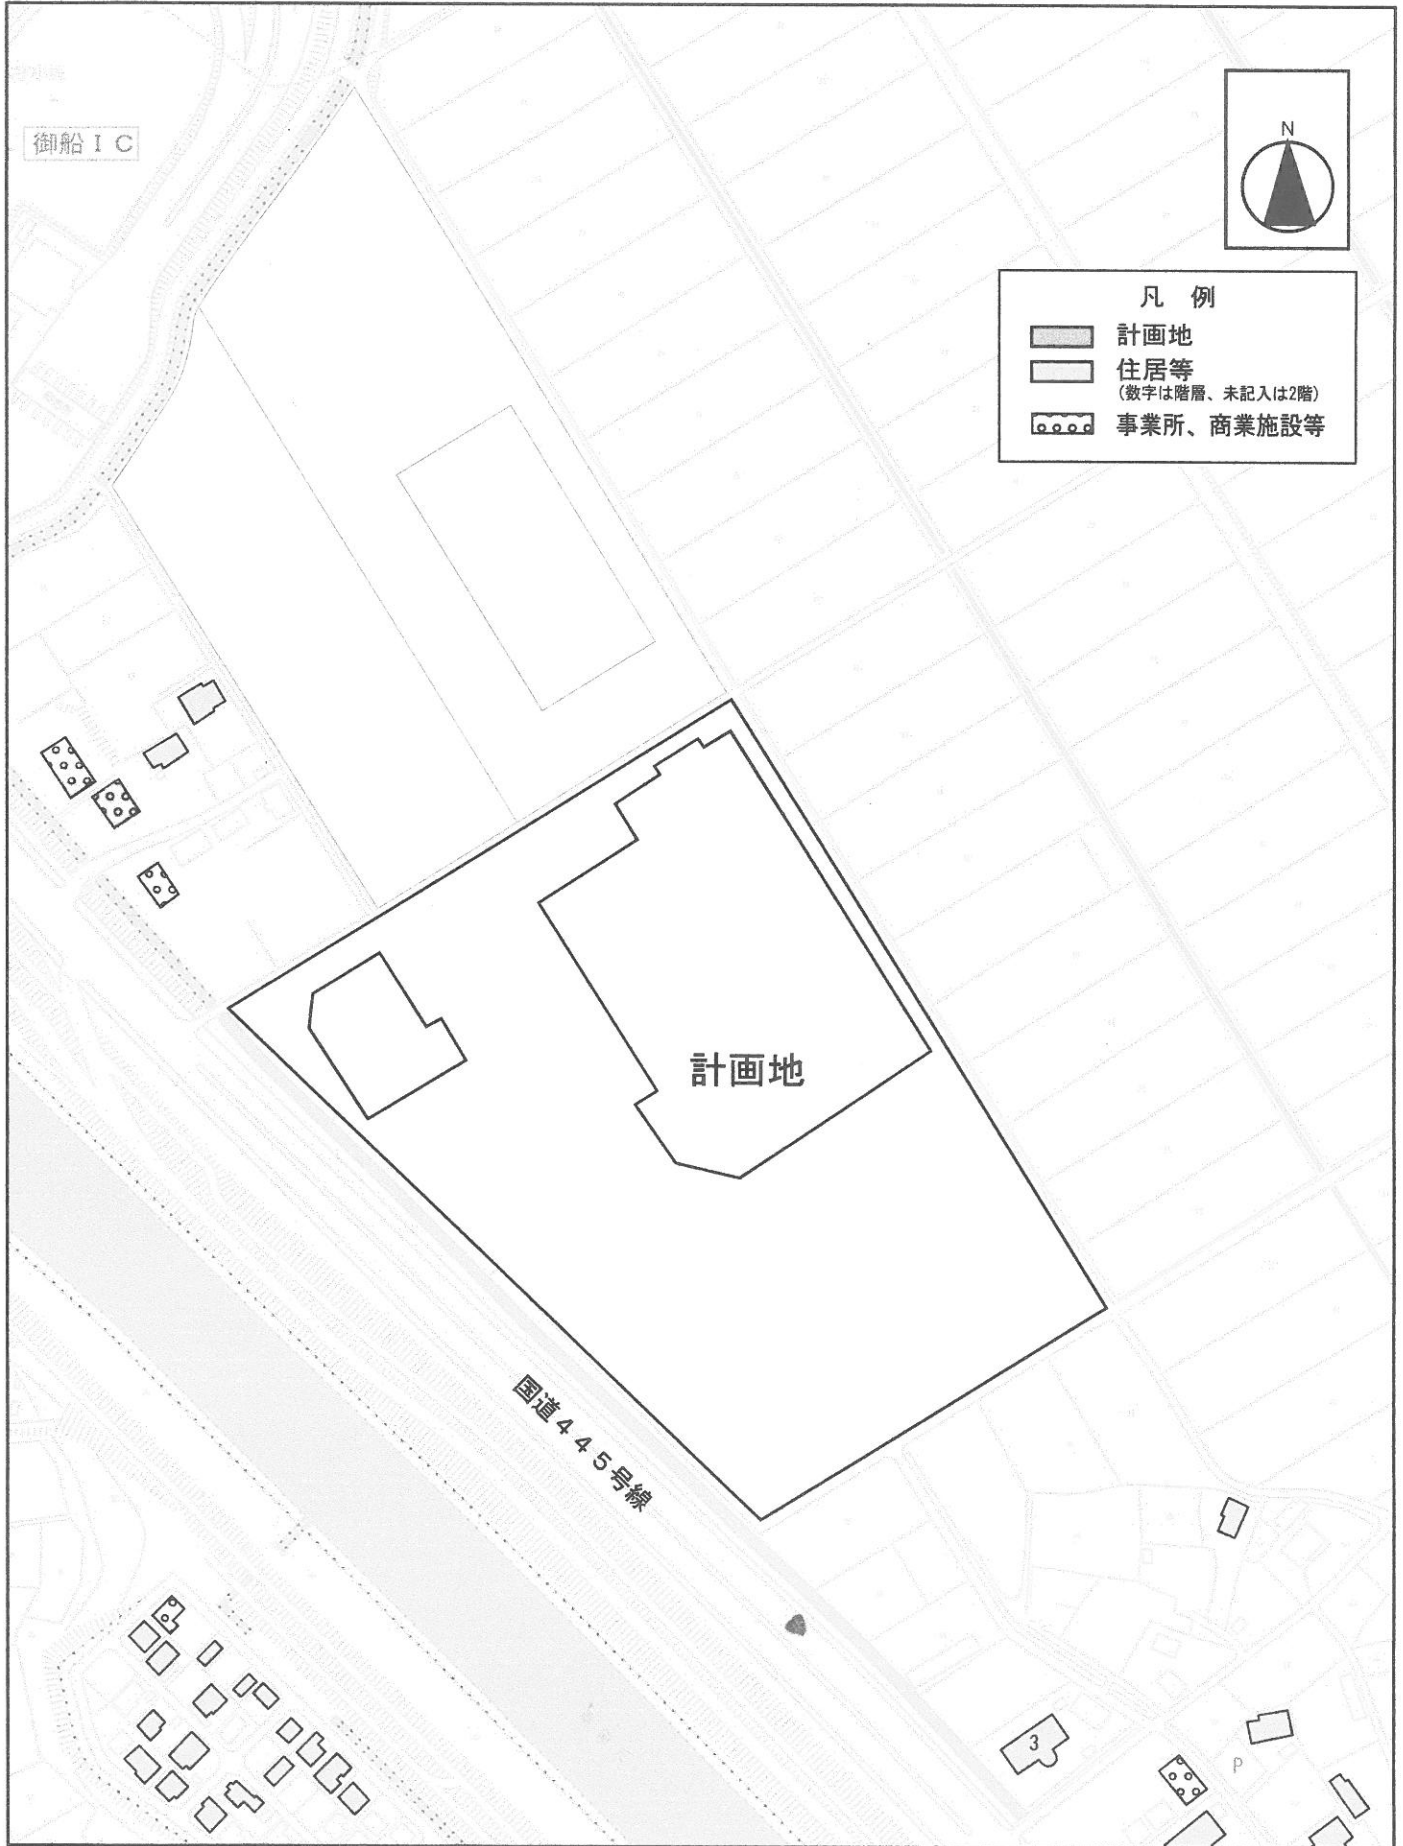 御船ＩＣ
N
凡 例
計画地
住居等
(数字は階層、未記入は2階)
事業所、商業施設等
計画地
国道４４５号線
3
P